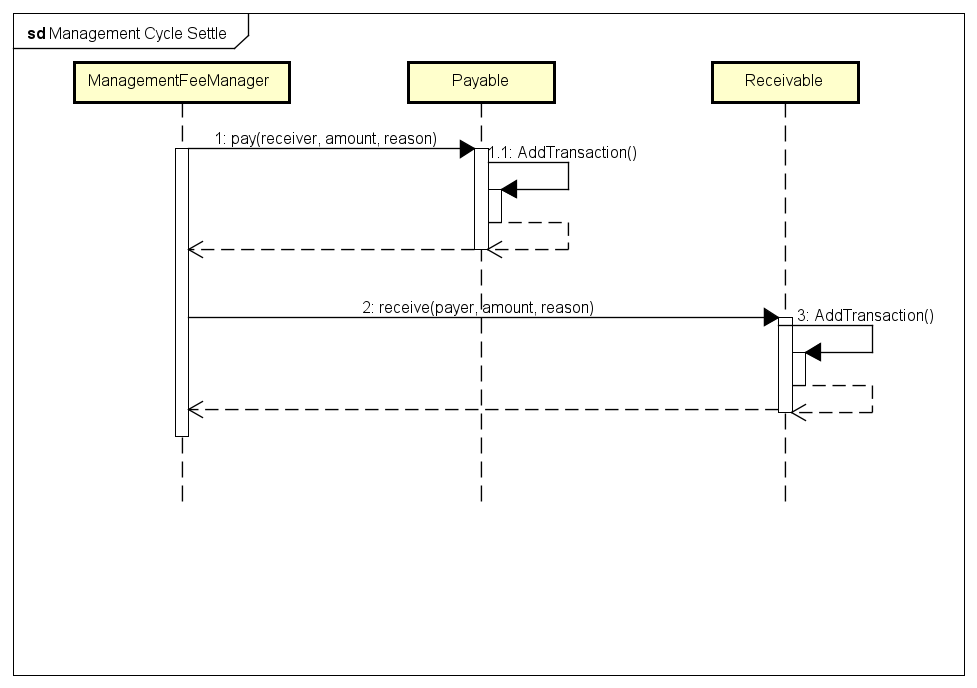 sd Management Cycle Settle
ManagementFeeManager
Payable
Receivable
1: pay(receiver, amount, reason)
1.1: AddTransaction()
2: receive(payer, amount, reason)
3: AddTransaction()